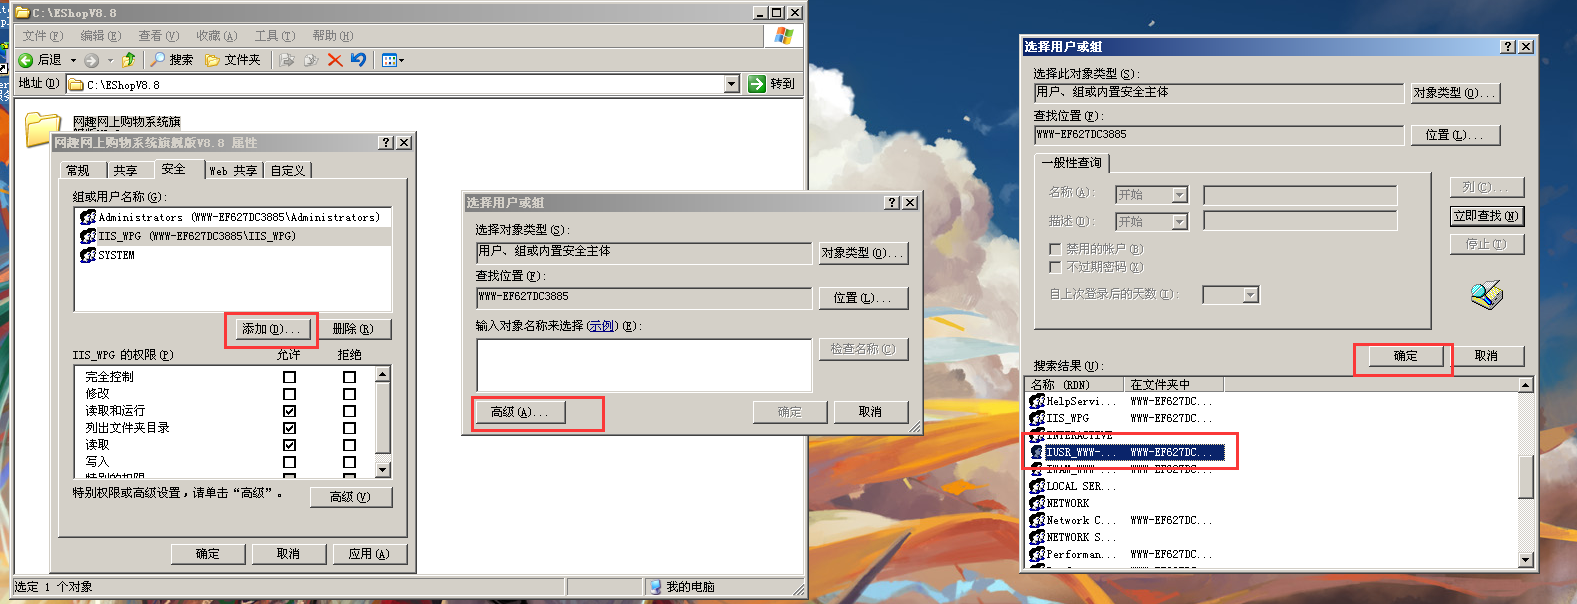 C:\EShopV8.8
文件(F) 编辑(E) 查看(V) 收藏(A) 工具(T) 帮助(H)
后退 搜索 文件夹
地址(D) C:\EShopV8.8 转到
网趣网上购物系统旗
网趣网上购物系统旗舰版V8.8 属性
常规 共享 安全 Web 共享 自定义
组或用户名称(G):
Administrators (WWW-EF627DC3885\Administrators)
IIS_WPG (WWW-EF627DC3885\IIS_WPG)
SYSTEM
添加(D)... 删除(R)
IIS_WPG 的权限(P) 允许 拒绝
完全控制
修改
读取和运行
列出文件夹目录
读取
写入
特别的权限
特别权限或高级设置，请单击“高级”。 高级(V)
确定 取消 应用(A)
选定 1 个对象 我的电脑
选择用户或组
选择对象类型(S):
用户、组或内置安全主体 对象类型(O)...
查找位置(F):
WWW-EF627DC3885 位置(L)...
输入对象名称来选择(示例)(E):
检查名称(C)
高级(A)... 确定 取消
选择用户或组
选择此对象类型(S):
用户、组或内置安全主体 对象类型(O)...
查找位置(F):
WWW-EF627DC3885 位置(L)...
一般性查询
名称(A): 开始
描述(D): 开始
禁用的帐户(B)
不过期密码(X)
自上次登录后的天数(I):
列(C)...
立即查找(N)
停止(T)
确定 取消
搜索结果(U):
名称 (RDN) 在文件夹中
HelpServi... WWW-EF627DC...
IIS_WPG WWW-EF627DC...
INTERACTIVE
IUSR_WWW-... WWW-EF627DC...
IWAM_WWW-... WWW-EF627DC...
LOCAL SER...
NETWORK
Network C... WWW-EF627DC...
NETWORK S...
Performan... WWW-EF627DC...